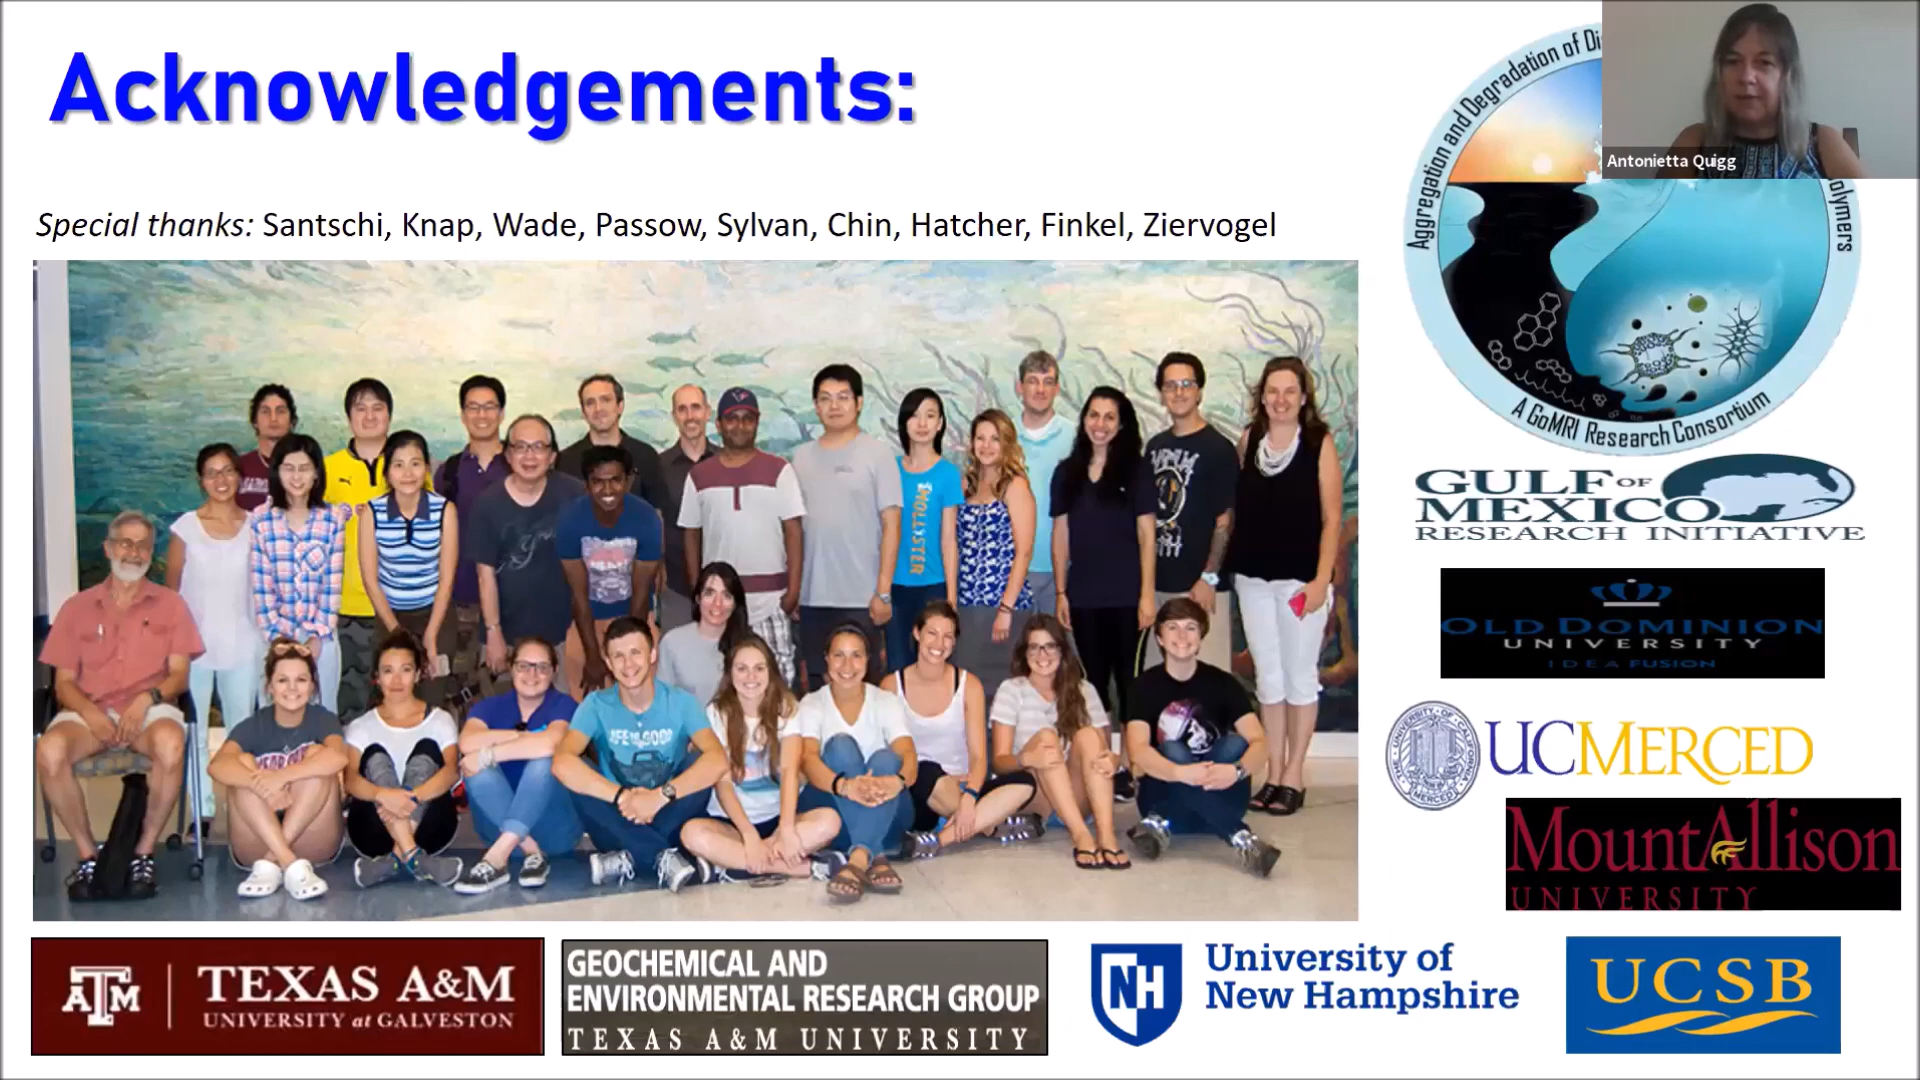 Acknowledgements:
Antonietta Quigg
Special thanks: Santschi, Knap, Wade, Passow, Sylvan, Chin, Hatcher, Finkel, Ziervogel
Aggregation and Degradation of Di
olymers
A GoMRI Research Consortium
GULF OF
MEXICO
RESEARCH INITIATIVE
OLD DOMINION
UNIVERSITY
IDEA FUSION
UCMERCED
MountAllison
UNIVERSITY
ATM
TEXAS A&M
UNIVERSITY at GALVESTON
GEOCHEMICAL AND
ENVIRONMENTAL RESEARCH GROUP
TEXAS A&M UNIVERSITY
NH
University of
New Hampshire
UCSB